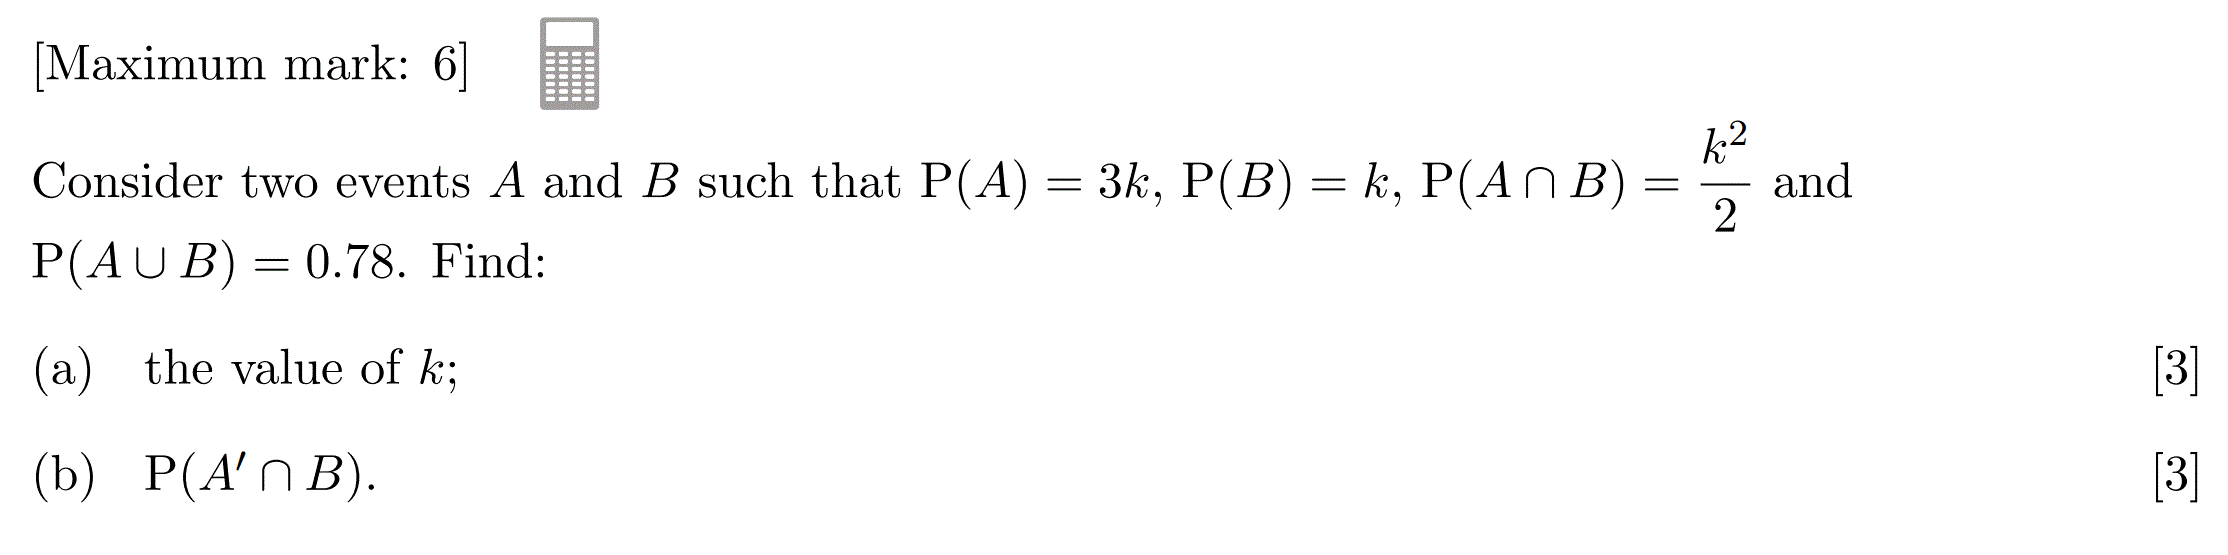 [Maximum mark: 6]
Consider two events A and B such that P(A) = 3k, P(B) = k, P(A ∩ B) = k²/2 and
P(A ∪ B) = 0.78. Find:
(a) the value of k; [3]
(b) P(A′ ∩ B). [3]